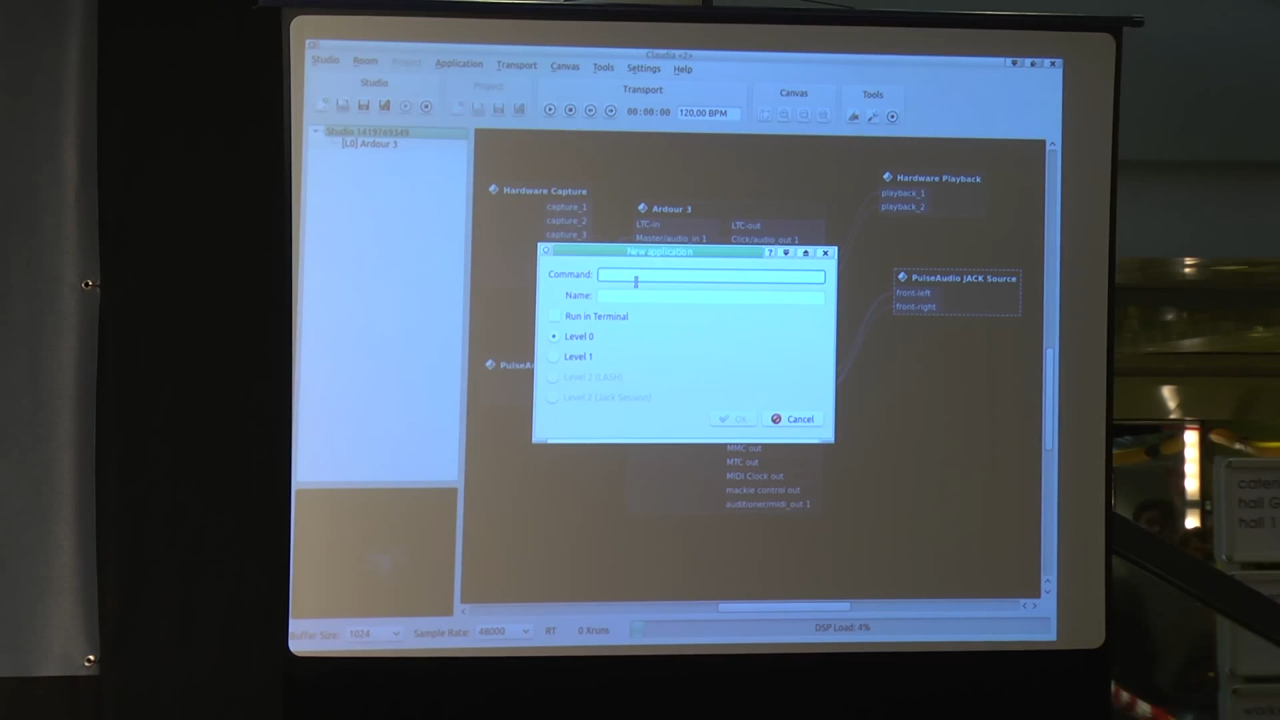 Claudia <2>
Studio Room Project Application Transport Canvas Tools Settings Help
Studio Project Transport Canvas Tools
00:00:00 120,00 BPM
Studio 1419769349
[L0] Ardour 3
Hardware Capture
capture_1
capture_2
capture_3
Ardour 3
LTC-in LTC-out
Master/audio_in 1 Click/audio_out 1
Hardware Playback
playback_1
playback_2
PulseAudio JACK Source
front-left
front-right
New application
Command:
Name:
Run in Terminal
Level 0
Level 1
Level 2 (LASH)
Level 2 (Jack Session)
OK Cancel
MMC out
MTC out
MIDI Clock out
mackie control out
auditioner/midi_out 1
Buffer Size: 1024 Sample Rate: 48000 RT 0 Xruns DSP Load: 4%
hall G
hall 1